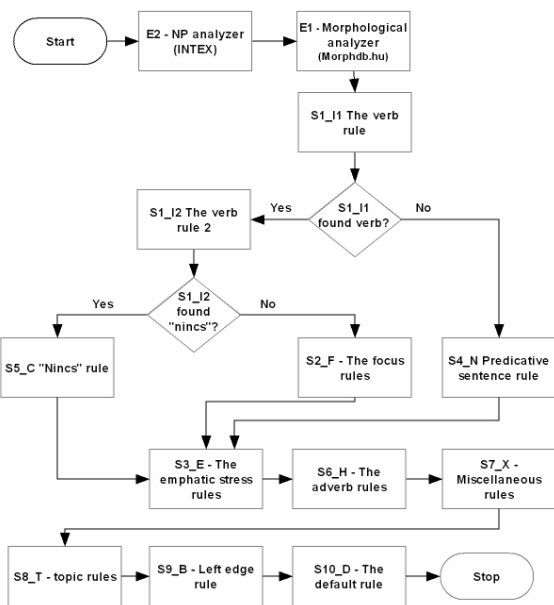 Start
E2 - NP analyzer
(INTEX)
E1 - Morphological
analyzer
(Morphdb.hu)
S1_I1 The verb
rule
S1_I1
found verb?
Yes
No
S1_I2 The verb
rule 2
S1_I2
found
"nincs"?
Yes
No
S5_C "Nincs" rule
S2_F - The focus
rules
S4_N Predicative
sentence rule
S3_E - The
emphatic stress
rules
S6_H - The
adverb rules
S7_X -
Miscellaneous
rules
S8_T - topic rules
S9_B - Left edge
rule
S10_D - The
default rule
Stop